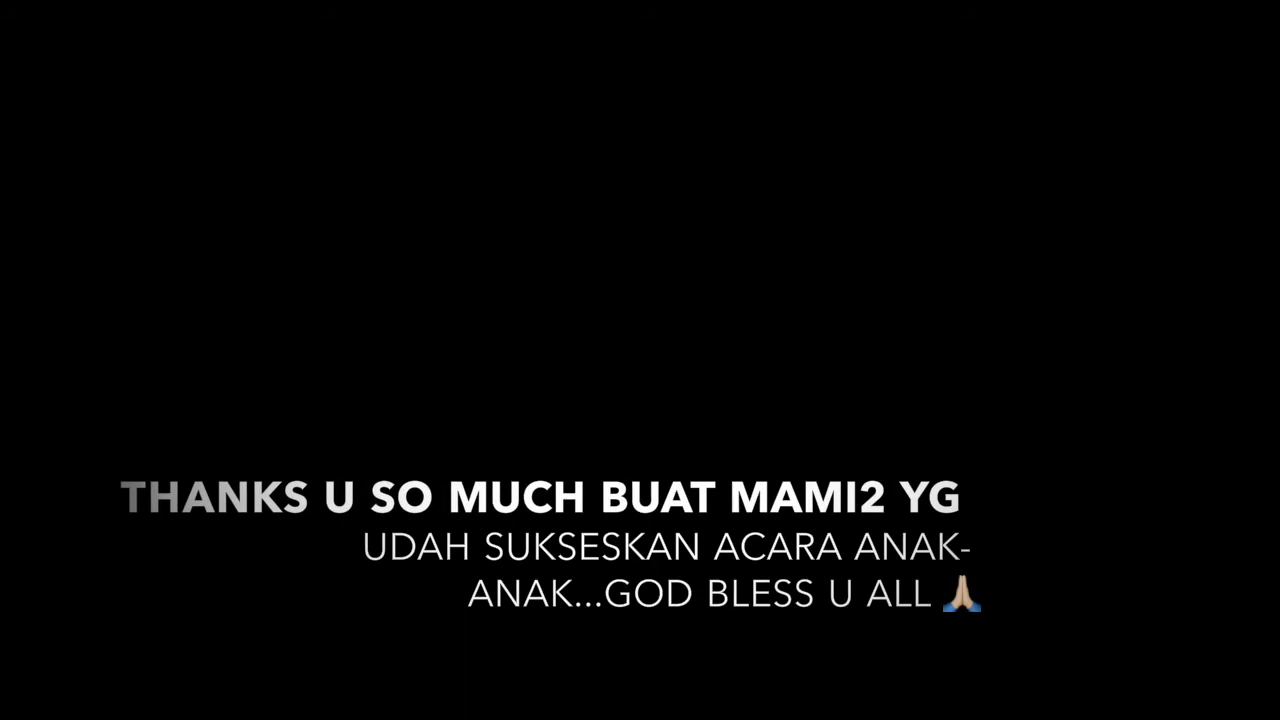 THANKS U SO MUCH BUAT MAMI2 YG
UDAH SUKSESKAN ACARA ANAK-
ANAK...GOD BLESS U ALL 🙏🏼